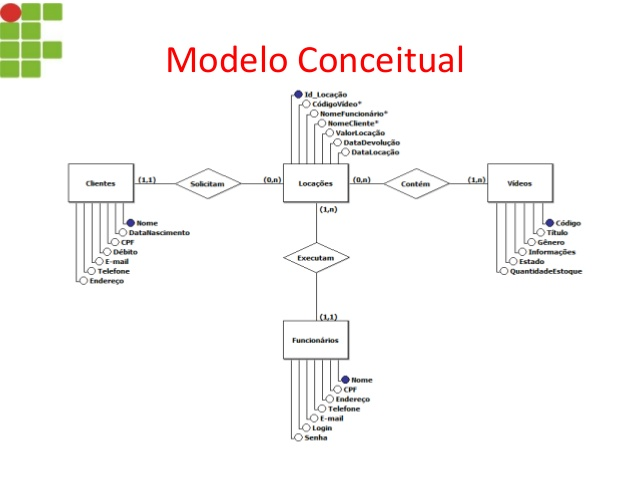 Modelo Conceitual
Id_Locação
CódigoVídeo*
NomeFuncionário*
NomeCliente*
ValorLocação
DataDevolução
DataLocação
Clientes
(1,1)
Solicitam
(0,n)
Locações
(0,n)
Contém
(1,n)
Vídeos
(1,n)
Nome
DataNascimento
CPF
Débito
E-mail
Telefone
Endereço
Código
Título
Gênero
Informações
Estado
QuantidadeEstoque
Executam
(1,1)
Funcionários
Nome
CPF
Endereço
Telefone
E-mail
Login
Senha